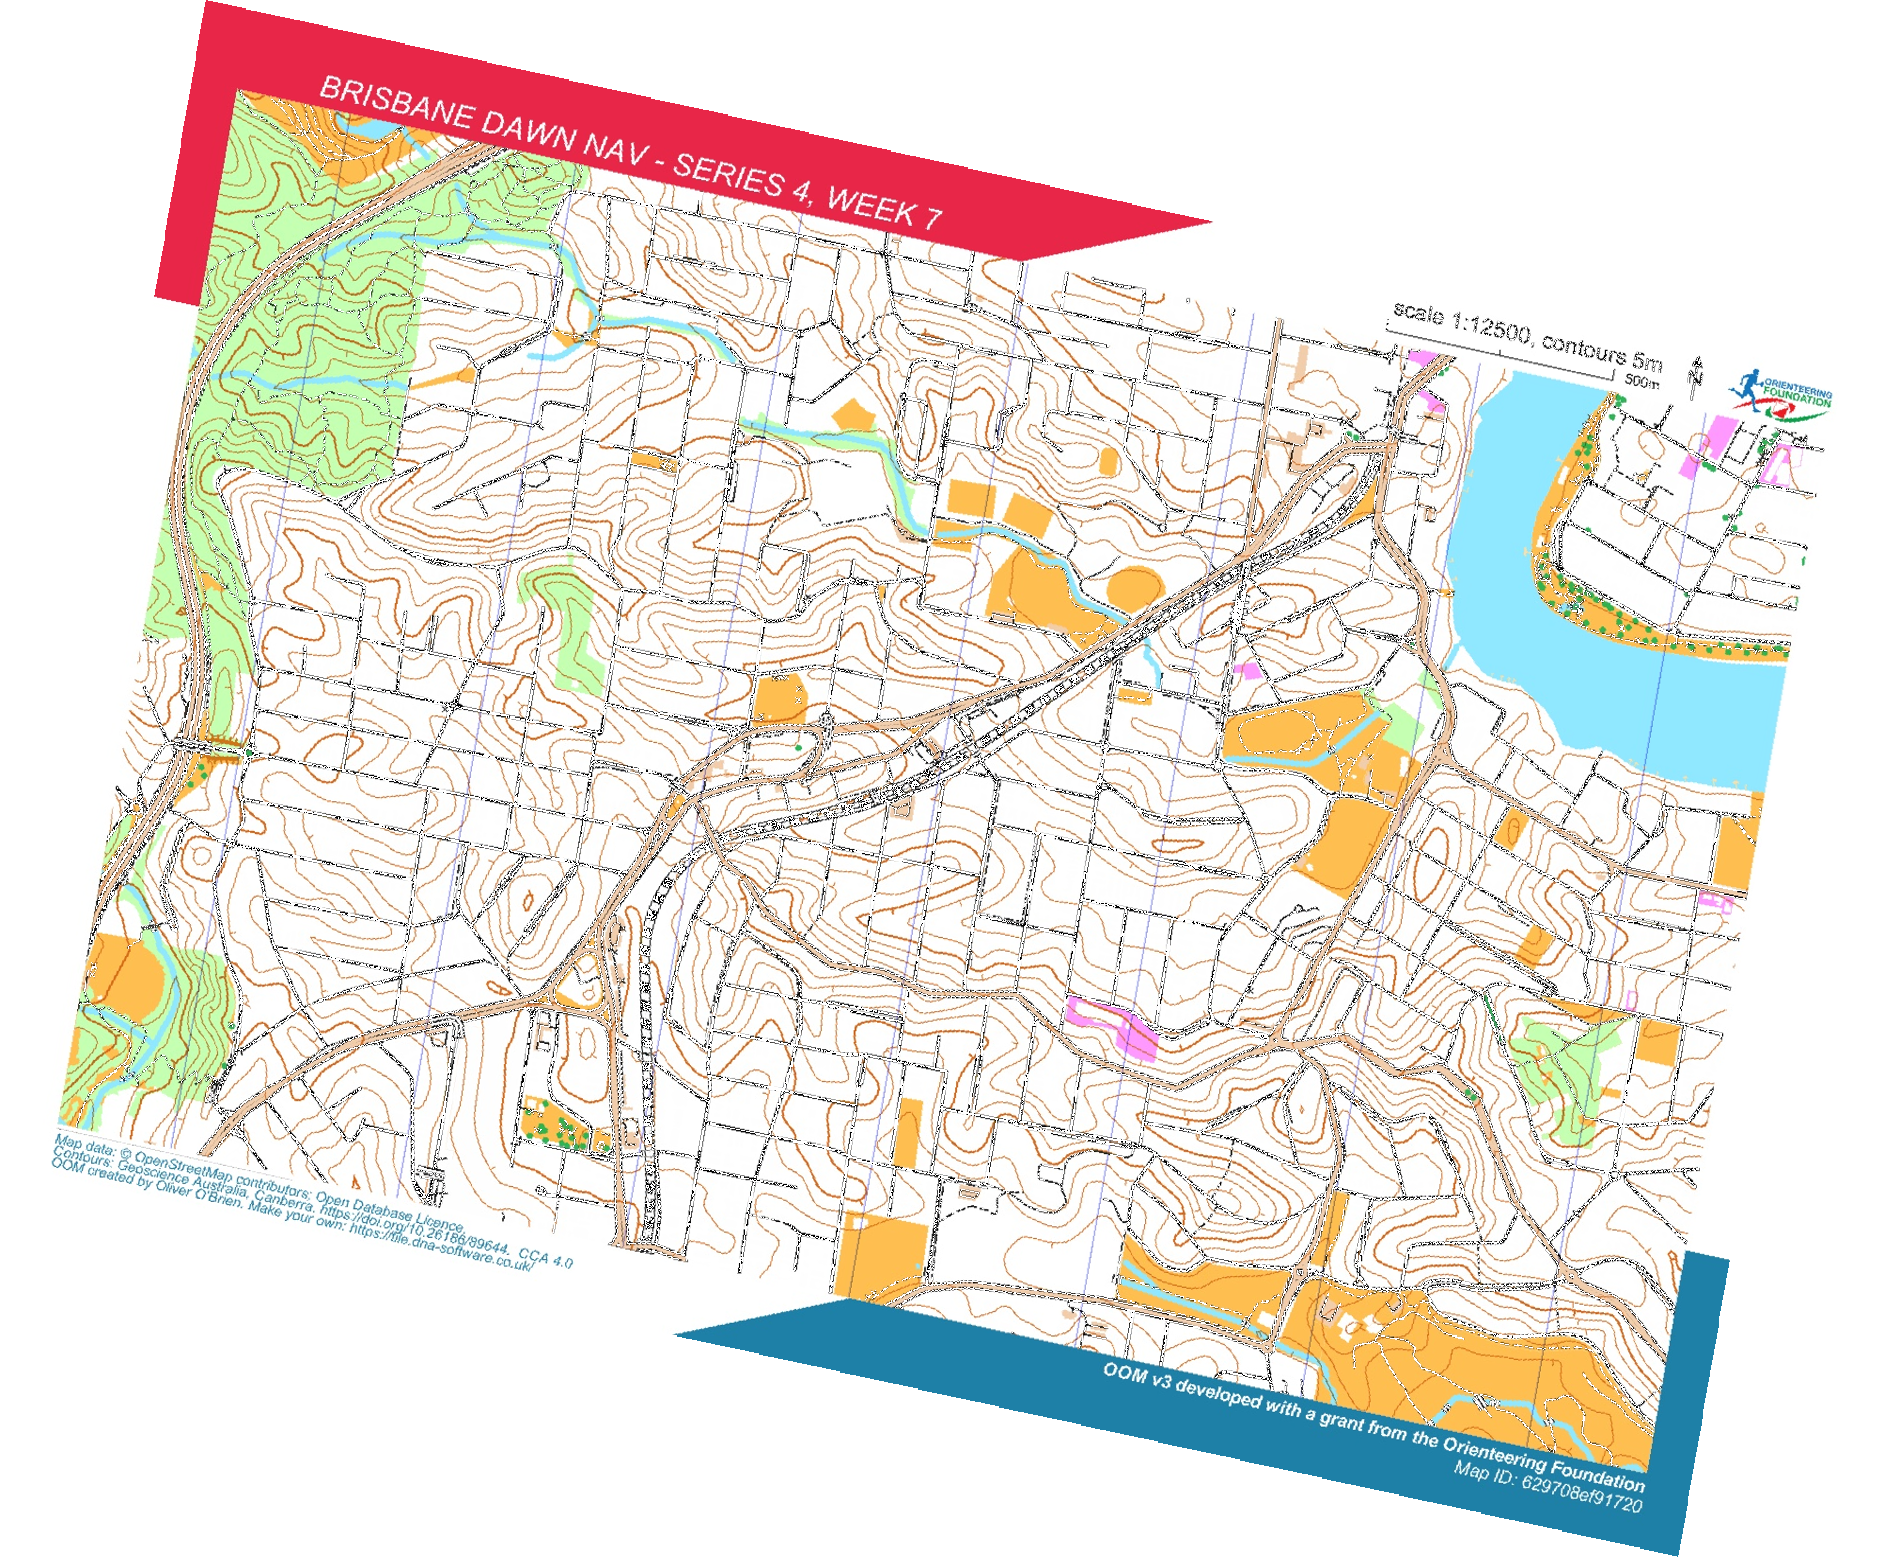 BRISBANE DAWN NAV - SERIES 4, WEEK 7
scale 1:12500, contours 5m
500m
ORIENTEERING
FOUNDATION
Map data: © OpenStreetMap contributors: Open Database Licence.
Contours: Geoscience Australia, Canberra. https://doi.org/10.26186/89644. CCA 4.0
OOM created by Oliver O'Brien. Make your own: https://file.dna-software.co.uk/
OOM v3 developed with a grant from the Orienteering Foundation
Map ID: 629708ef91720